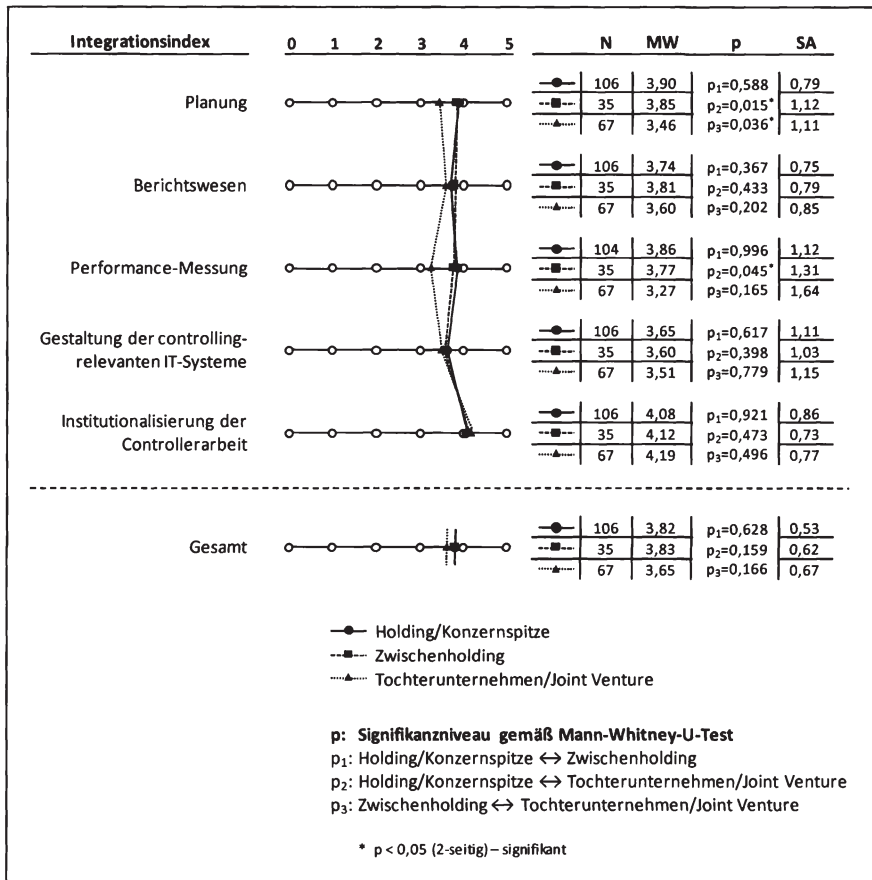 Integrationsindex 0 1 2 3 4 5 N MW p SA
106 3,90 p₁=0,588 0,79
Planung 35 3,85 p₂=0,015* 1,12
67 3,46 p₃=0,036* 1,11
106 3,74 p₁=0,367 0,75
Berichtswesen 35 3,81 p₂=0,433 0,79
67 3,60 p₃=0,202 0,85
104 3,86 p₁=0,996 1,12
Performance-Messung 35 3,77 p₂=0,045* 1,31
67 3,27 p₃=0,165 1,64
Gestaltung der controlling- 106 3,65 p₁=0,617 1,11
relevanten IT-Systeme 35 3,60 p₂=0,398 1,03
67 3,51 p₃=0,779 1,15
Institutionalisierung der 106 4,08 p₁=0,921 0,86
Controllerarbeit 35 4,12 p₂=0,473 0,73
67 4,19 p₃=0,496 0,77
106 3,82 p₁=0,628 0,53
Gesamt 35 3,83 p₂=0,159 0,62
67 3,65 p₃=0,166 0,67
Holding/Konzernspitze
Zwischenholding
Tochterunternehmen/Joint Venture
p: Signifikanzniveau gemäß Mann-Whitney-U-Test
p₁: Holding/Konzernspitze ↔ Zwischenholding
p₂: Holding/Konzernspitze ↔ Tochterunternehmen/Joint Venture
p₃: Zwischenholding ↔ Tochterunternehmen/Joint Venture
* p < 0,05 (2-seitig) – signifikant